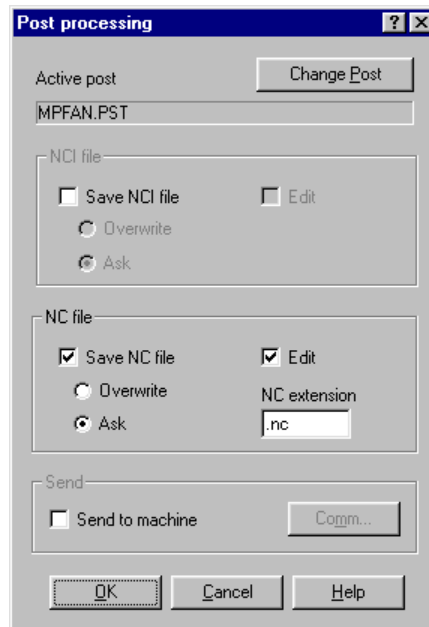 Post processing
Active post
Change Post
MPFAN.PST
NCI file
Save NCI file
Edit
Overwrite
Ask
NC file
Save NC file
Edit
Overwrite
NC extension
Ask
.nc
Send
Send to machine
Comm...
OK
Cancel
Help